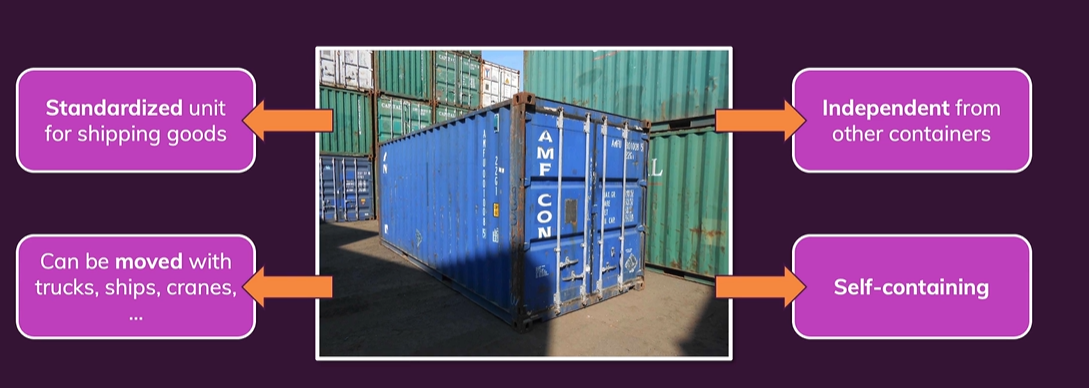 Standardized unit
for shipping goods
Can be moved with
trucks, ships, cranes,
...
AMF CON
Independent from
other containers
Self-containing